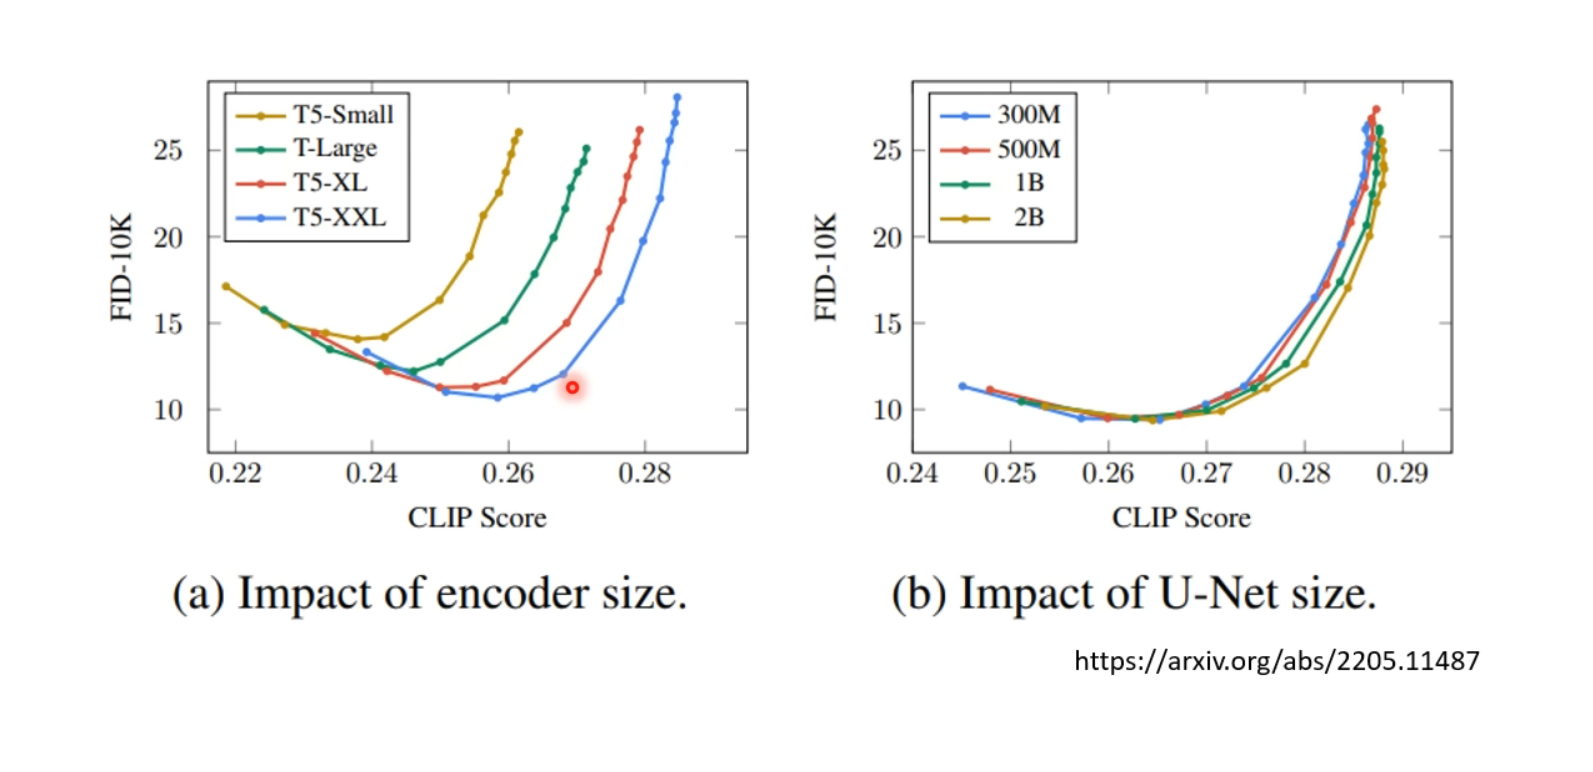 T5-Small
T-Large
T5-XL
T5-XXL
25
20
15
10
FID-10K
0.22 0.24 0.26 0.28
CLIP Score
(a) Impact of encoder size.
300M
500M
1B
2B
25
20
15
10
FID-10K
0.24 0.25 0.26 0.27 0.28 0.29
CLIP Score
(b) Impact of U-Net size.
https://arxiv.org/abs/2205.11487